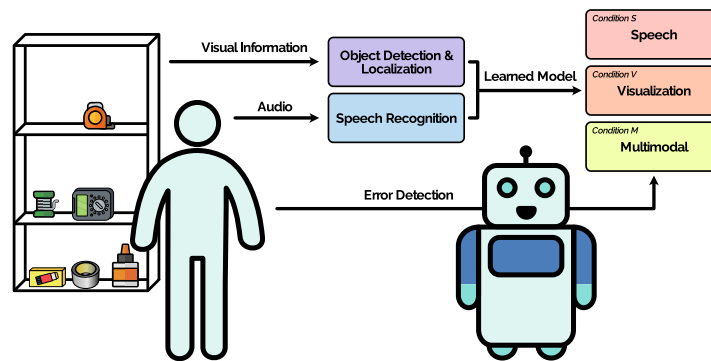 Visual Information
Object Detection &
Localization
Audio
Speech Recognition
Learned Model
Condition S
Speech
Condition V
Visualization
Condition M
Multimodal
Error Detection